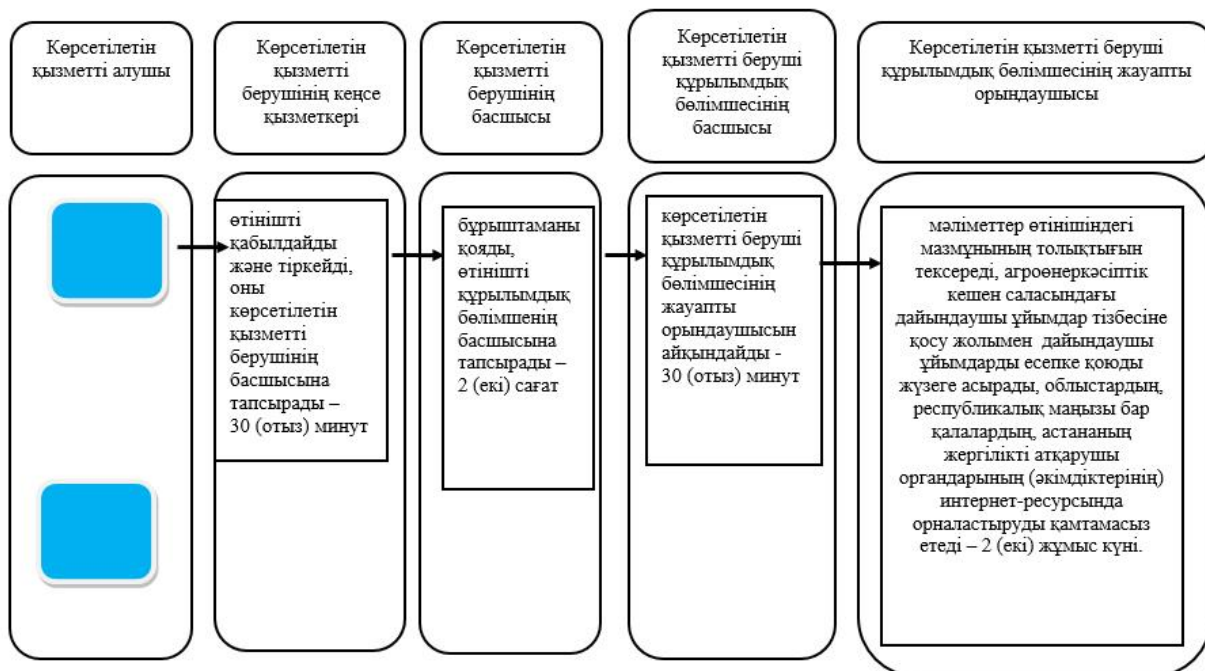 Көрсетілетін
қызметті алушы
Көрсетілетін
қызметті
берушінің кеңсе
қызметкері
Көрсетілетін
қызметті
берушінің
басшысы
Көрсетілетін
қызметті беруші
құрылымдық
бөлімшесінің
басшысы
Көрсетілетін қызметті беруші
құрылымдық бөлімшесінің жауапты
орындаушысы
өтінішті
қабылдайды
және тіркейді,
оны
көрсетілетін
қызметті
берушінің
басшысына
тапсырады –
30 (отыз) минут
бұрыштаманы
қояды,
өтінішті
құрылымдық
бөлімшенің
басшысына
тапсырады –
2 (екі) сағат
көрсетілетін
қызметті беруші
құрылымдық
бөлімшесінің
жауапты
орындаушысын
айқындайды -
30 (отыз) минут
мәліметтер өтінішіндегі
мазмұнының толықтығын
тексереді, агроөнеркәсіптік
кешен саласындағы
дайындаушы ұйымдар тізбесіне
қосу жолымен дайындаушы
ұйымдарды есепке қоюды
жүзеге асырады, облыстардың,
республикалық маңызы бар
қалалардың, астананың
жергілікті атқарушы
органдарының (әкімдіктерінің)
интернет-ресурсында
орналастыруды қамтамасыз
етеді – 2 (екі) жұмыс күні.